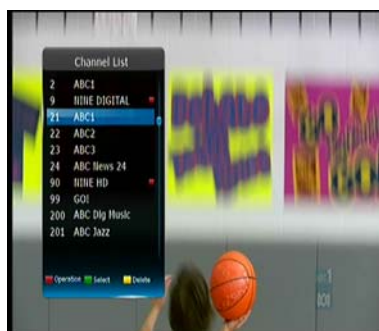 Channel List
2 ABC1
9 NINE DIGITAL
21 ABC1
22 ABC2
23 ABC3
24 ABC News 24
90 NINE HD
99 GO!
200 ABC Dig Music
201 ABC Jazz
Operation Select Delete